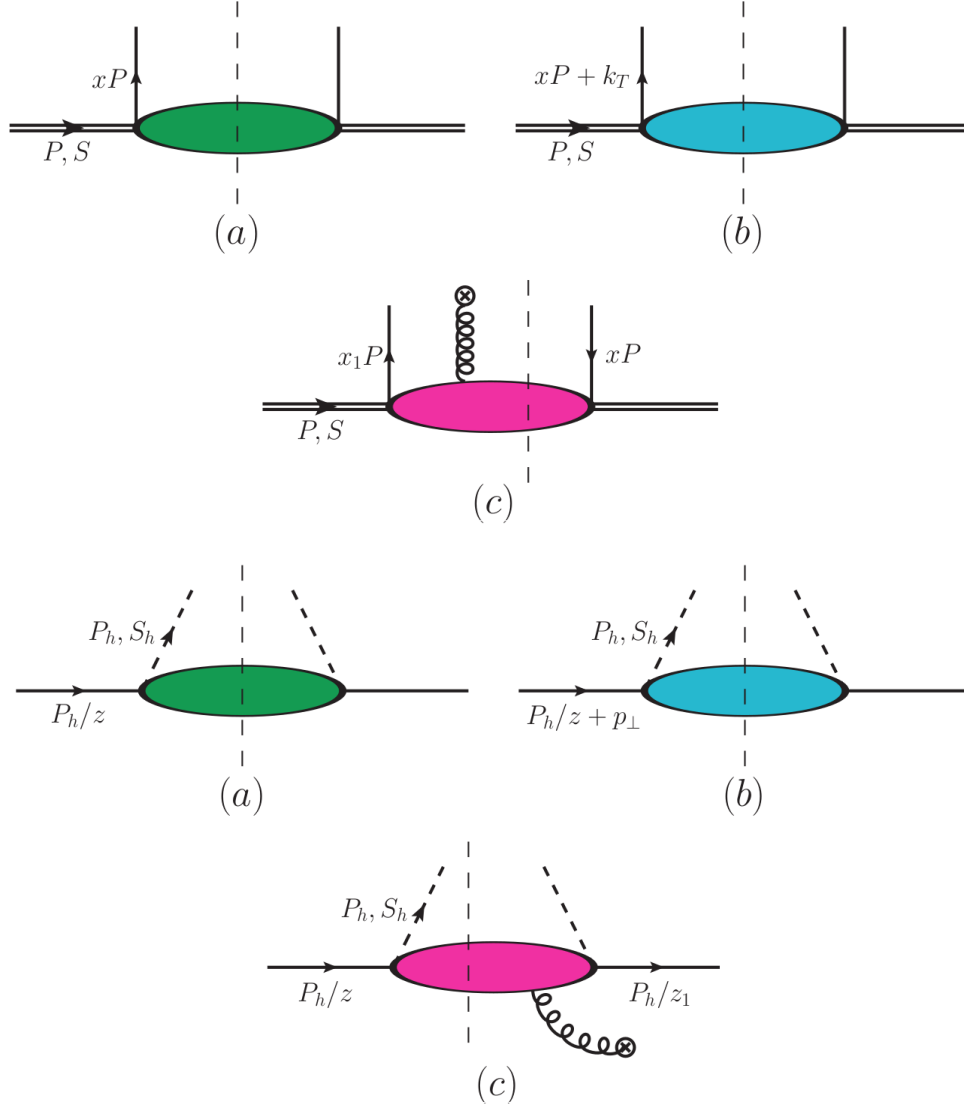 xP
xP + k_T
P, S
P, S
(a)
(b)
x_1P
xP
P, S
(c)
P_h, S_h
P_h, S_h
P_h/z
P_h/z + p_⊥
(a)
(b)
P_h, S_h
P_h/z
P_h/z_1
(c)